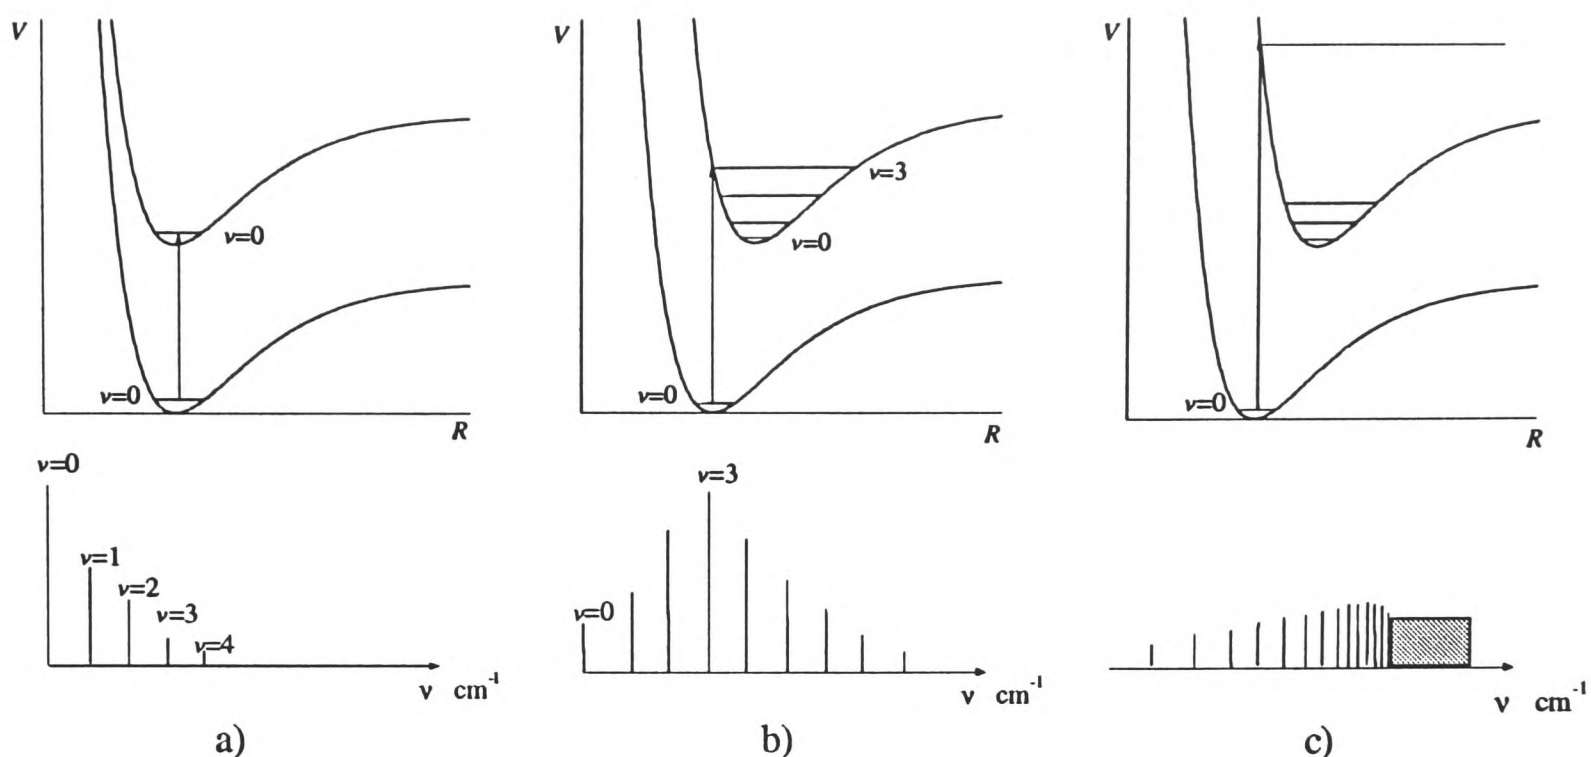 V
v=0
v=0
R
v=0
v=1
v=2
v=3
v=4
ν cm⁻¹
a)
V
v=3
v=0
v=0
R
v=3
v=0
ν cm⁻¹
b)
V
v=0
R
ν cm⁻¹
c)